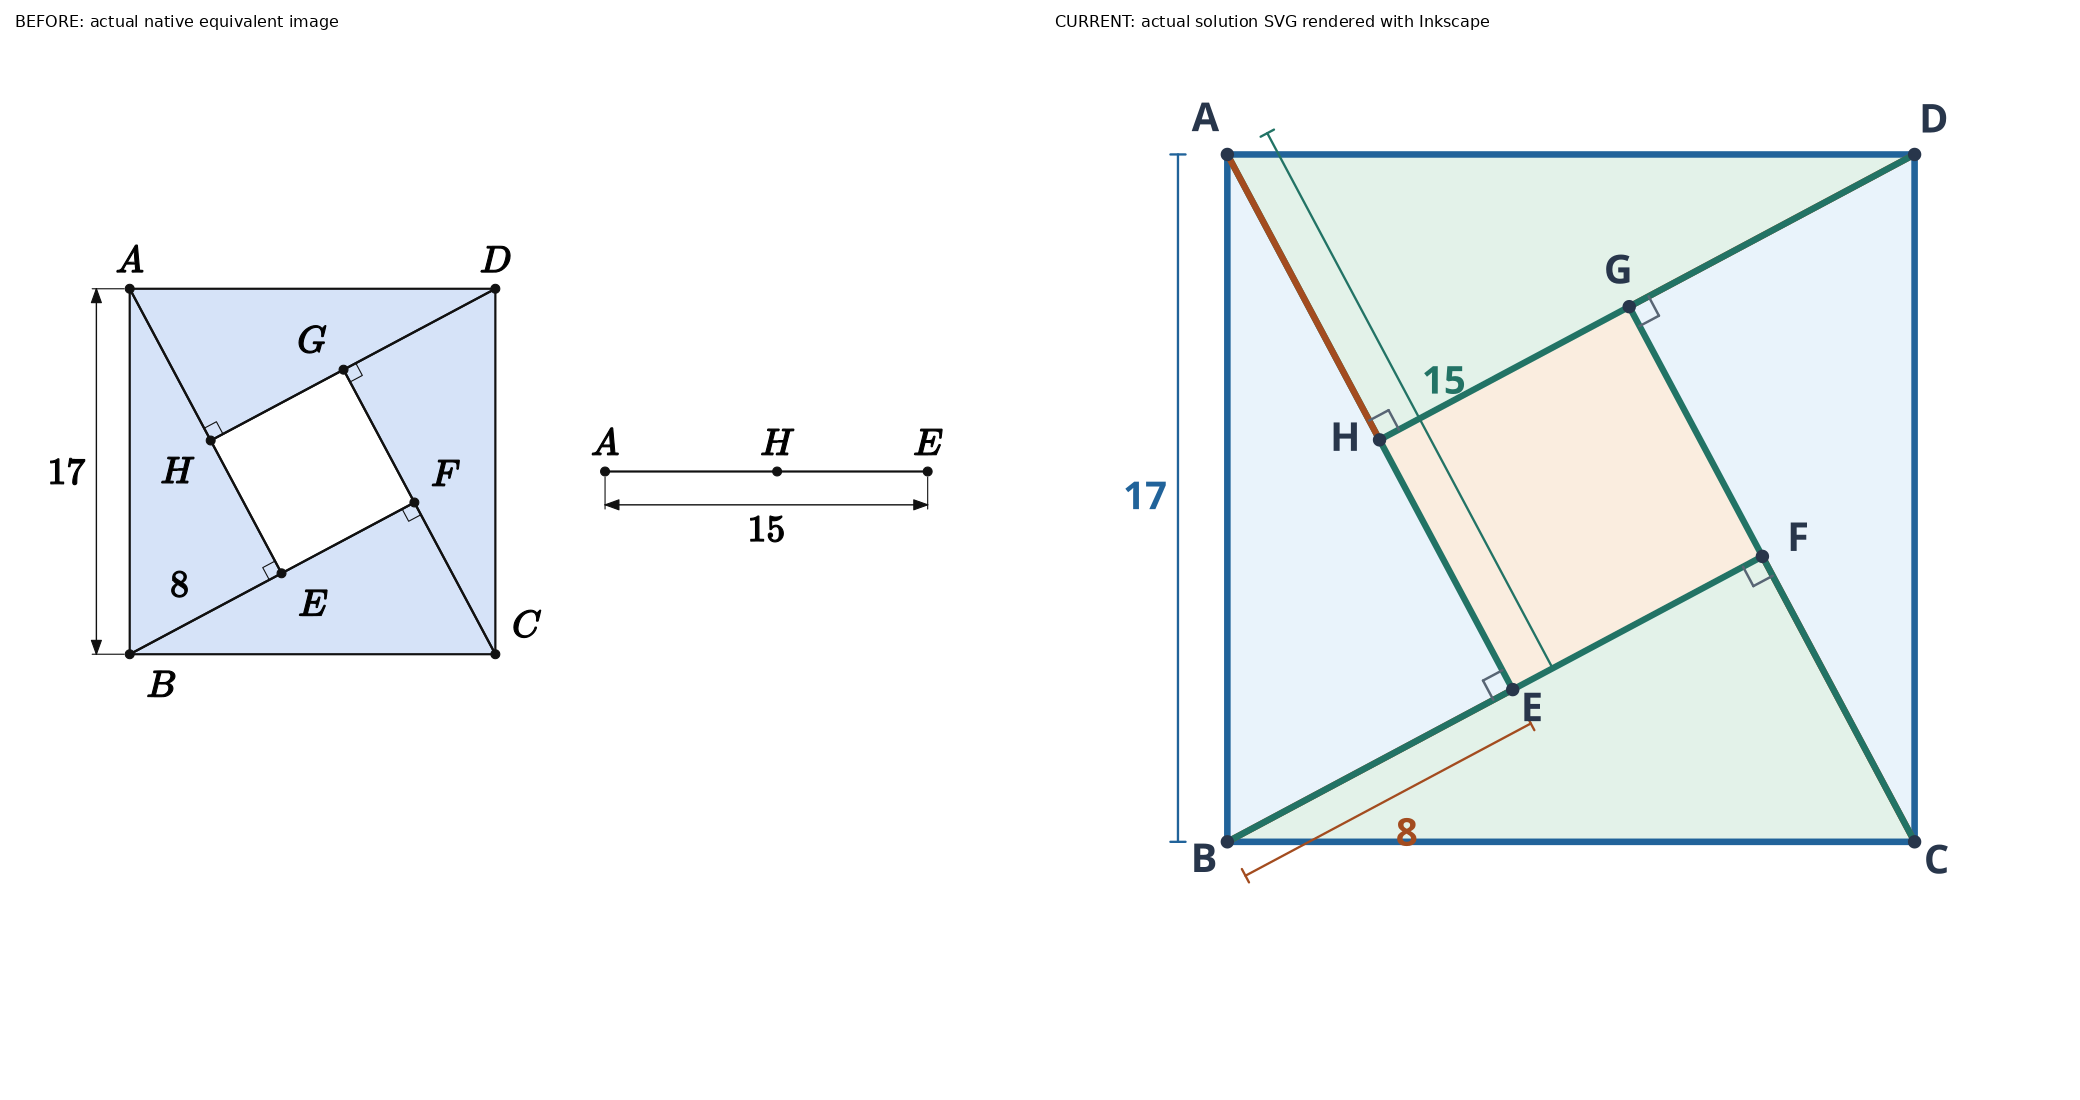 BEFORE: actual native equivalent image
CURRENT: actual solution SVG rendered with Inkscape
A D
G
H F
17
8
E
C
B
A H E
15
A D
G
15
H
17
F
E
8
B C